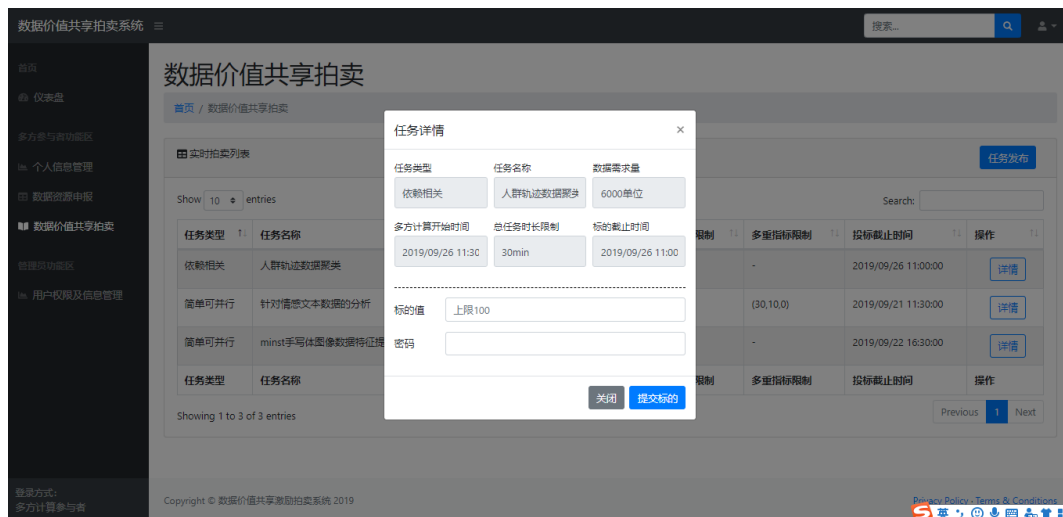 数据价值共享拍卖系统
搜索...
首页
仪表盘
多方参与者功能区
个人信息管理
数据资源申报
数据价值共享拍卖
管理员功能区
用户权限及信息管理
登录方式:
多方计算参与者
数据价值共享拍卖
首页 / 数据价值共享拍卖
实时拍卖列表
任务发布
Show 10 entries
Search:
任务类型 任务名称 限制 多重指标限制 投标截止时间 操作
依赖相关 人群轨迹数据聚类 - 2019/09/26 11:00:00 详情
简单可并行 针对情感文本数据的分析 (30,10,0) 2019/09/21 11:30:00 详情
简单可并行 minst手写体图像数据特征提 - 2019/09/22 16:30:00 详情
任务类型 任务名称 限制 多重指标限制 投标截止时间 操作
Showing 1 to 3 of 3 entries
Previous 1 Next
任务详情 ×
任务类型 任务名称 数据需求量
依赖相关 人群轨迹数据聚 6000单位
多方计算开始时间 总任务时长限制 标的截止时间
2019/09/26 11:30 30min 2019/09/26 11:00
标的值 上限100
密码
关闭 提交标的
Copyright © 数据价值共享激励拍卖系统 2019
Privacy Policy · Terms & Conditions
英